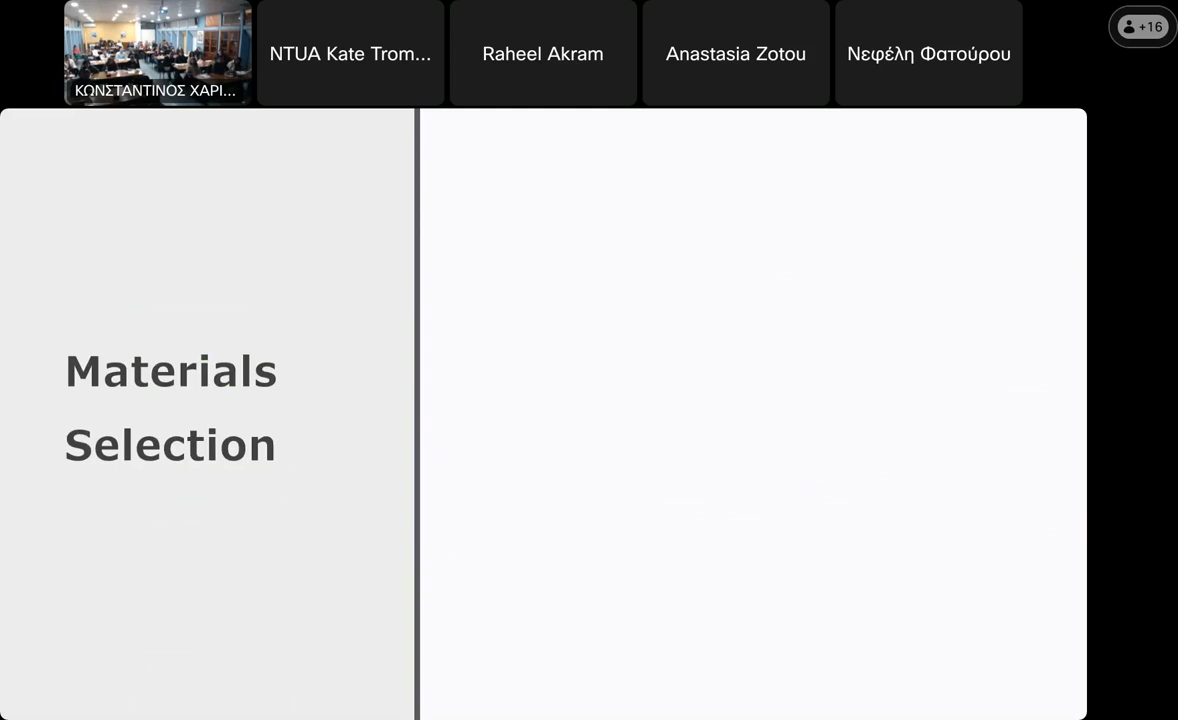 ΚΩΝΣΤΑΝΤΙΝΟΣ ΧΑΡΙ...
NTUA Kate Trom...
Raheel Akram
Anastasia Zotou
Νεφέλη Φατούρου
+16
Materials
Selection